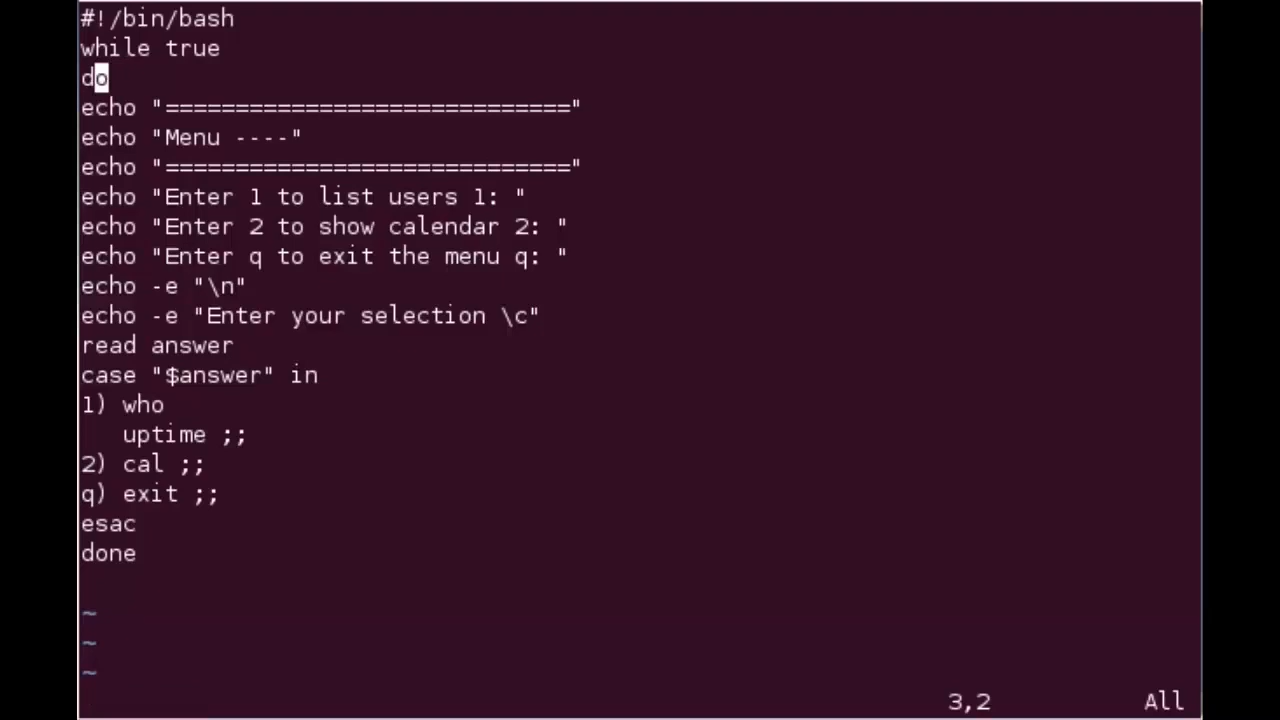 #!/bin/bash
while true
do
echo "============================="
echo "Menu ----"
echo "============================="
echo "Enter 1 to list users 1: "
echo "Enter 2 to show calendar 2: "
echo "Enter q to exit the menu q: "
echo -e "\n"
echo -e "Enter your selection \c"
read answer
case "$answer" in
1) who
   uptime ;;
2) cal ;;
q) exit ;;
esac
done
~
~
~
3,2 All